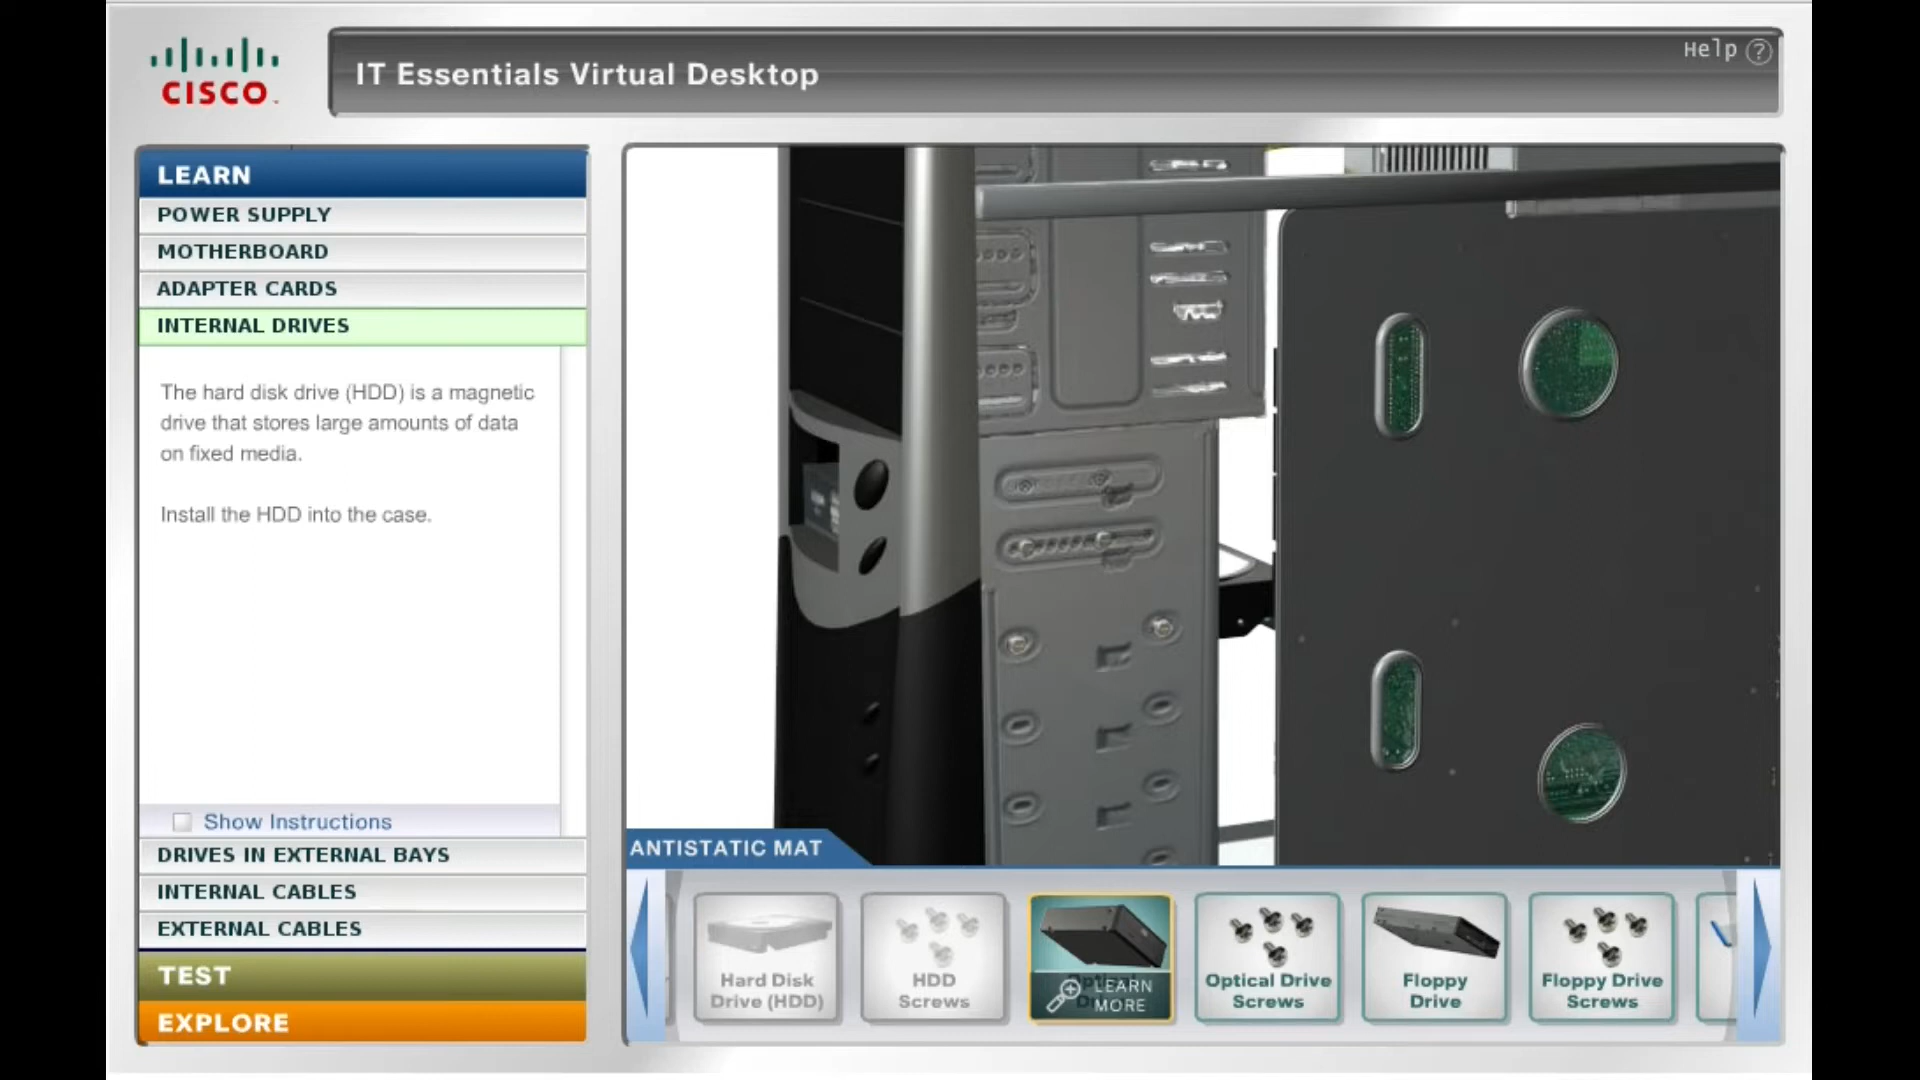 CISCO
IT Essentials Virtual Desktop
Help ?
LEARN
POWER SUPPLY
MOTHERBOARD
ADAPTER CARDS
INTERNAL DRIVES
The hard disk drive (HDD) is a magnetic
drive that stores large amounts of data
on fixed media.
Install the HDD into the case.
Show Instructions
DRIVES IN EXTERNAL BAYS
INTERNAL CABLES
EXTERNAL CABLES
TEST
EXPLORE
ANTISTATIC MAT
Hard Disk
Drive (HDD)
HDD
Screws
LEARN
MORE
Optical Drive
Screws
Floppy
Drive
Floppy Drive
Screws